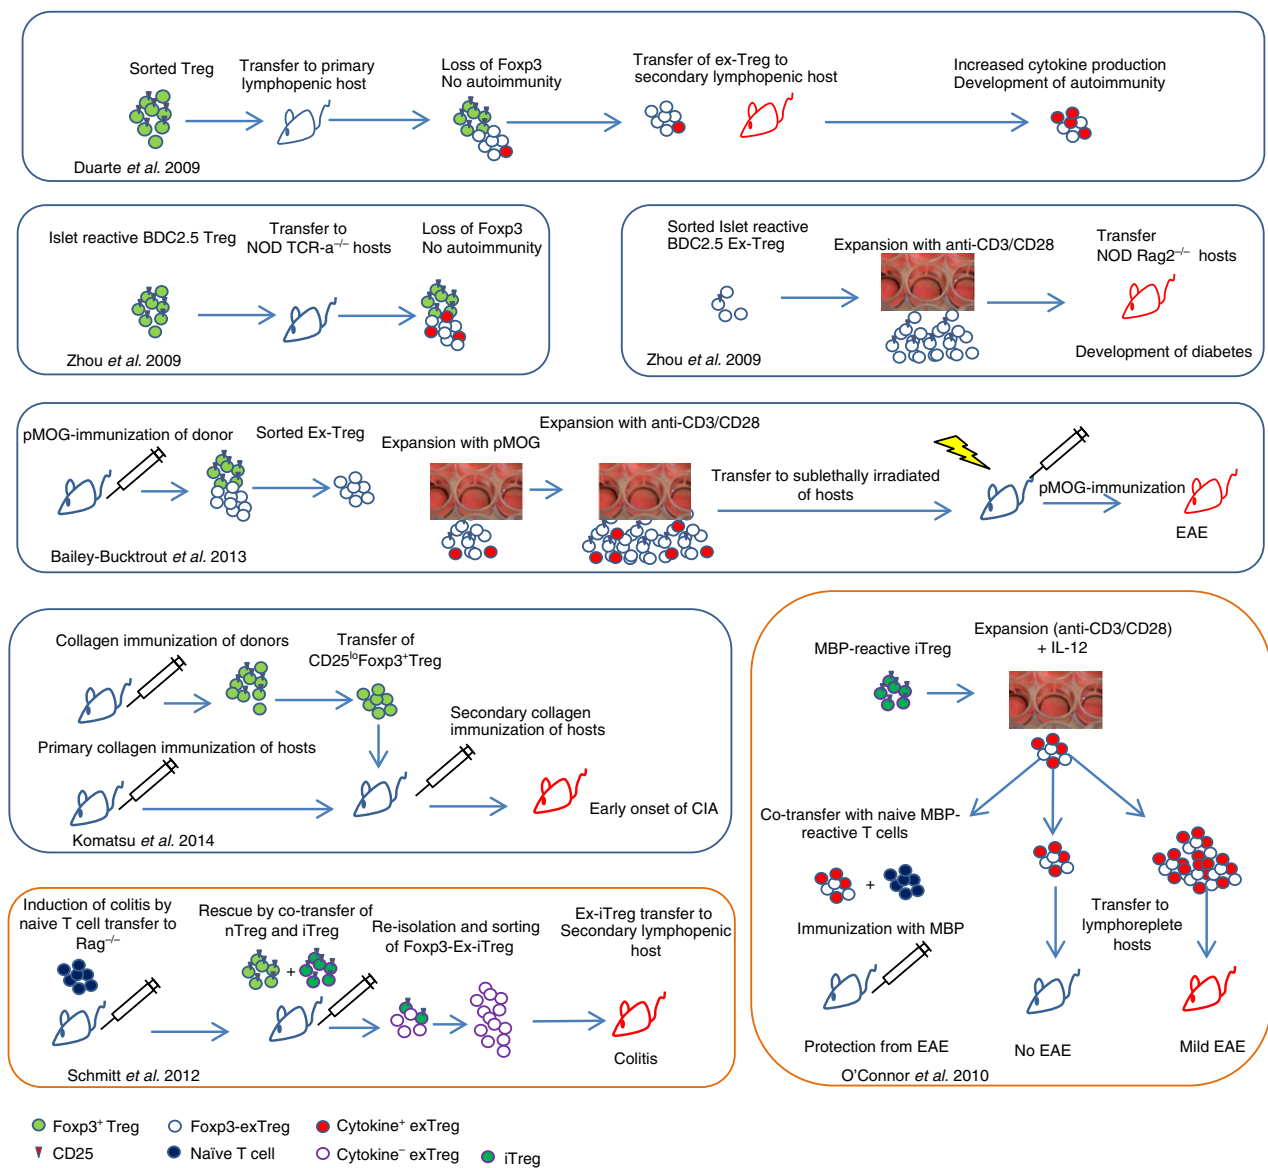 Sorted Treg
Transfer to primary
lymphopenic host
Loss of Foxp3
No autoimmunity
Transfer of ex-Treg to
secondary lymphopenic host
Increased cytokine production
Development of autoimmunity
Duarte et al. 2009
Islet reactive BDC2.5 Treg
Transfer to
NOD TCR-a–/– hosts
Loss of Foxp3
No autoimmunity
Zhou et al. 2009
Sorted Islet reactive
BDC2.5 Ex-Treg
Expansion with anti-CD3/CD28
Transfer
NOD Rag2–/– hosts
Zhou et al. 2009
Development of diabetes
pMOG-immunization of donor
Sorted Ex-Treg
Expansion with pMOG
Expansion with anti-CD3/CD28
Transfer to sublethally irradiated
of hosts
pMOG-immunization
EAE
Bailey-Bucktrout et al. 2013
Collagen immunization of donors
Transfer of
CD25loFoxp3+Treg
Primary collagen immunization of hosts
Secondary collagen
immunization of hosts
Early onset of CIA
Komatsu et al. 2014
MBP-reactive iTreg
Expansion (anti-CD3/CD28)
+ IL-12
Co-transfer with naive MBP-
reactive T cells
+
Immunization with MBP
Transfer to
lymphoreplete
hosts
Protection from EAE
No EAE
Mild EAE
O'Connor et al. 2010
Induction of colitis by
naive T cell transfer to
Rag–/–
Rescue by co-transfer of
nTreg and iTreg
+
Re-isolation and sorting
of Foxp3-Ex-iTreg
Ex-iTreg transfer to
Secondary lymphopenic
host
Colitis
Schmitt et al. 2012
Foxp3+ Treg
Foxp3-exTreg
Cytokine+ exTreg
CD25
Naïve T cell
Cytokine– exTreg
iTreg